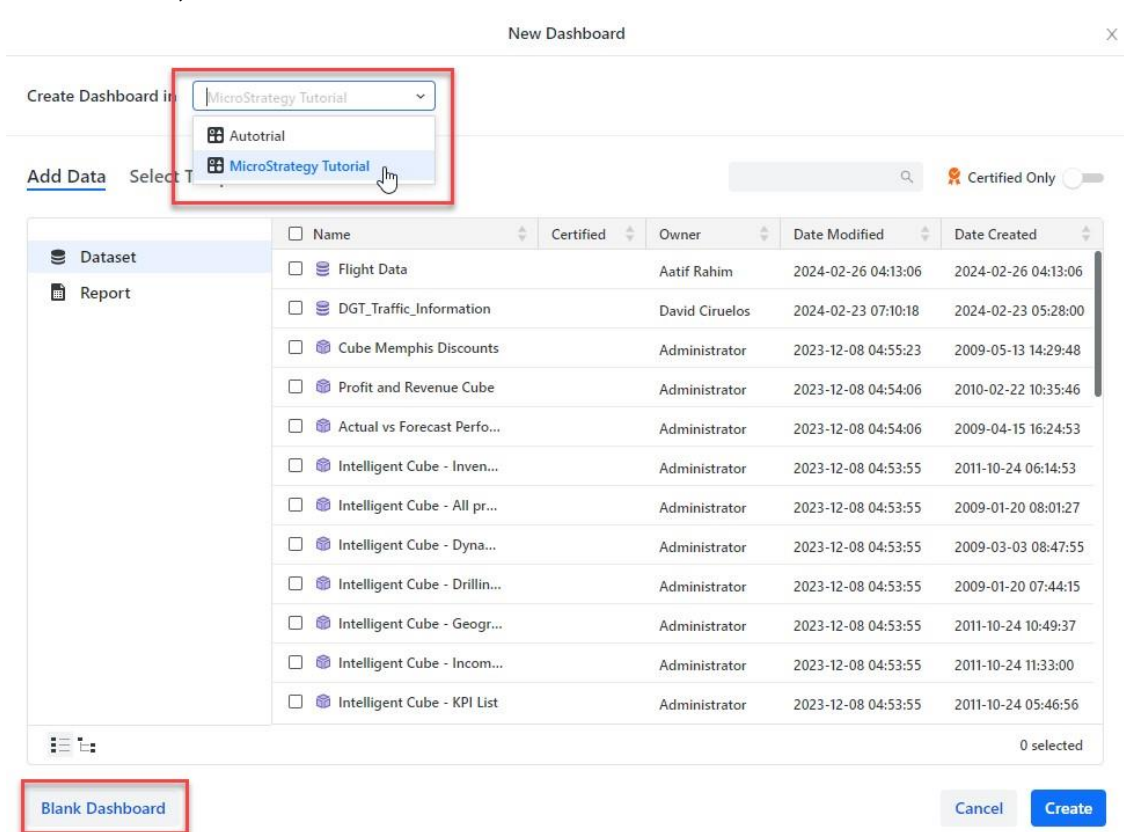 New Dashboard
Create Dashboard in MicroStrategy Tutorial
Autotrial
MicroStrategy Tutorial
Add Data Select T
Certified Only
Dataset
Report
Name Certified Owner Date Modified Date Created
Flight Data Aatif Rahim 2024-02-26 04:13:06 2024-02-26 04:13:06
DGT_Traffic_Information David Ciruelos 2024-02-23 07:10:18 2024-02-23 05:28:00
Cube Memphis Discounts Administrator 2023-12-08 04:55:23 2009-05-13 14:29:48
Profit and Revenue Cube Administrator 2023-12-08 04:54:06 2010-02-22 10:35:46
Actual vs Forecast Perfo... Administrator 2023-12-08 04:54:06 2009-04-15 16:24:53
Intelligent Cube - Inven... Administrator 2023-12-08 04:53:55 2011-10-24 06:14:53
Intelligent Cube - All pr... Administrator 2023-12-08 04:53:55 2009-01-20 08:01:27
Intelligent Cube - Dyna... Administrator 2023-12-08 04:53:55 2009-03-03 08:47:55
Intelligent Cube - Drillin... Administrator 2023-12-08 04:53:55 2009-01-20 07:44:15
Intelligent Cube - Geogr... Administrator 2023-12-08 04:53:55 2011-10-24 10:49:37
Intelligent Cube - Incom... Administrator 2023-12-08 04:53:55 2011-10-24 11:33:00
Intelligent Cube - KPI List Administrator 2023-12-08 04:53:55 2011-10-24 05:46:56
0 selected
Blank Dashboard Cancel Create